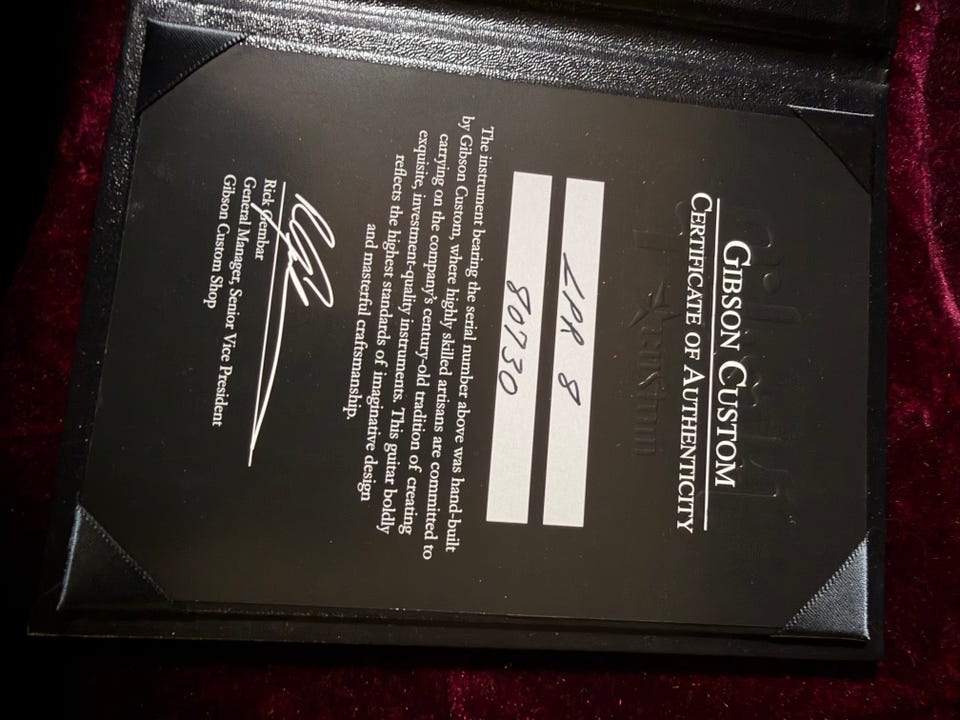 GIBSON CUSTOM
CERTIFICATE OF AUTHENTICITY
LPR 8
80730
The instrument bearing the serial number above was hand-built
by Gibson Custom, where highly skilled artisans are committed to
carrying on the company's century-old tradition of creating
exquisite, investment-quality instruments. This guitar boldly
reflects the highest standards of imaginative design
and masterful craftsmanship.
Rick Gembar
General Manager, Senior Vice President
Gibson Custom Shop